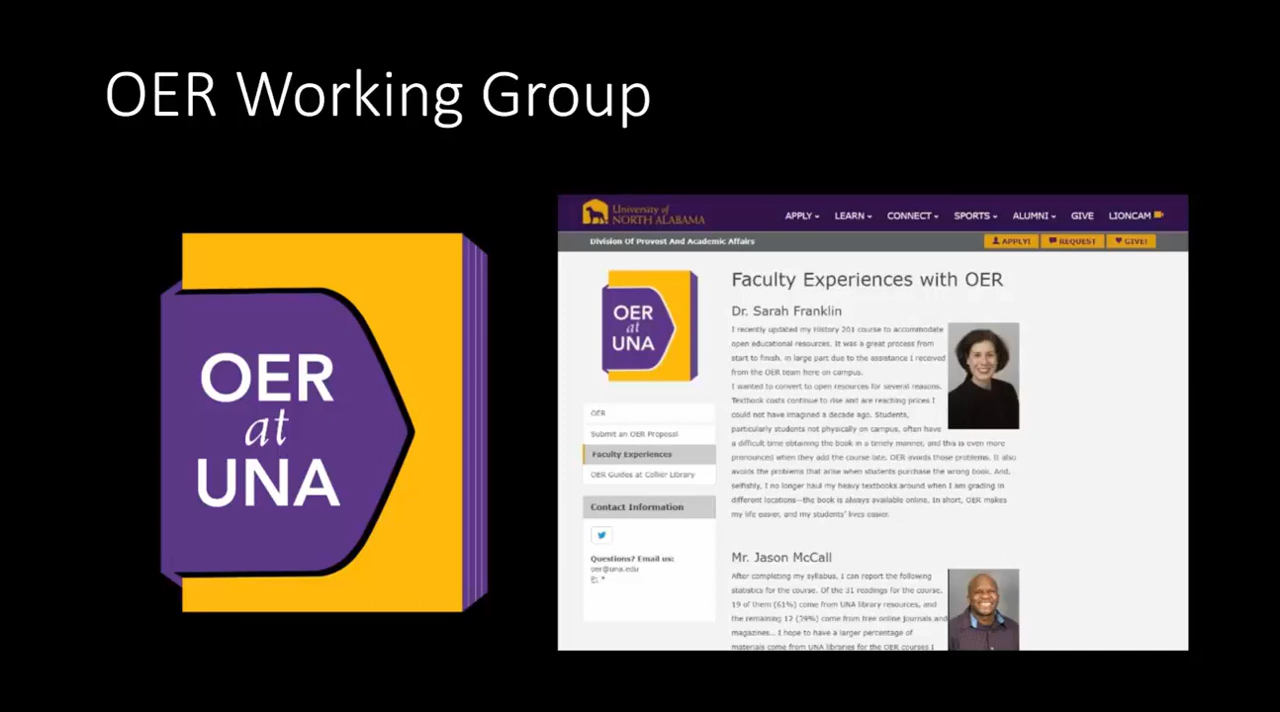 OER Working Group
OER
at
UNA
University of
NORTH ALABAMA
APPLY
LEARN
CONNECT
SPORTS
ALUMNI
GIVE
LIONCAM
Division Of Provost And Academic Affairs
APPLY!
REQUEST
GIVE!
OER
at
UNA
OER
Submit an OER Proposal
Faculty Experiences
OER Guides at Collier Library
Contact Information
Questions? Email us:
oer@una.edu
Faculty Experiences with OER
Dr. Sarah Franklin
I recently updated my History 201 course to accommodate
open educational resources. It was a great process from
start to finish, in large part due to the assistance I received
from the OER team here on campus.
I wanted to convert to open resources for several reasons.
Textbook costs continue to rise and are reaching prices I
could not have imagined a decade ago. Students,
particularly students not physically on campus, often have
a difficult time obtaining the book in a timely manner, and this is even more
pronounced when they add the course late. OER avoids those problems. It also
avoids the problems that arise when students purchase the wrong book. And,
selfishly, I no longer haul my heavy textbooks around when I am grading in
different locations—the book is always available online. In short, OER makes
my life easier, and my students' lives easier.
Mr. Jason McCall
After completing my syllabus, I can report the following
statistics for the course. Of the 31 readings for the course,
19 of them (61%) come from UNA library resources, and
the remaining 12 (39%) come from free online journals and
magazines... I hope to have a larger percentage of
materials come from UNA libraries for the OER courses I